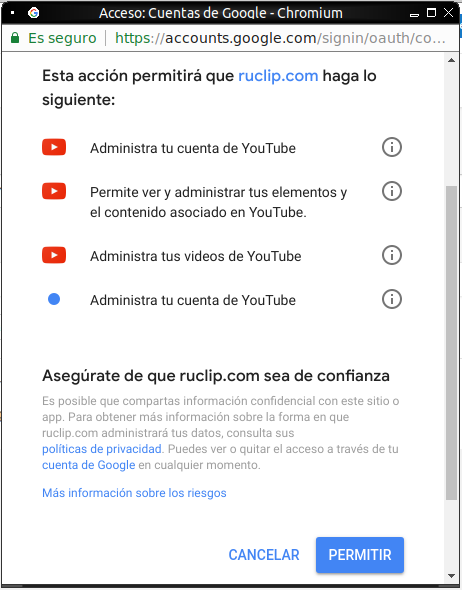 Acceso: Cuentas de Google - Chromium
Es seguro | https://accounts.google.com/signin/oauth/co...
Esta acción permitirá que ruclip.com haga lo
siguiente:
Administra tu cuenta de YouTube
Permite ver y administrar tus elementos y
el contenido asociado en YouTube.
Administra tus videos de YouTube
Administra tu cuenta de YouTube
Asegúrate de que ruclip.com sea de confianza
Es posible que compartas información confidencial con este sitio o
app. Para obtener más información sobre la forma en que
ruclip.com administrará tus datos, consulta sus
políticas de privacidad. Puedes ver o quitar el acceso a través de tu
cuenta de Google en cualquier momento.
Más información sobre los riesgos
CANCELAR PERMITIR